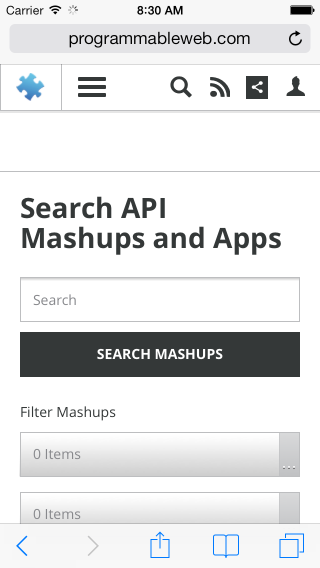 Carrier 8:30 AM
programmableweb.com
Search API
Mashups and Apps
Search
SEARCH MASHUPS
Filter Mashups
0 Items
...
0 Items